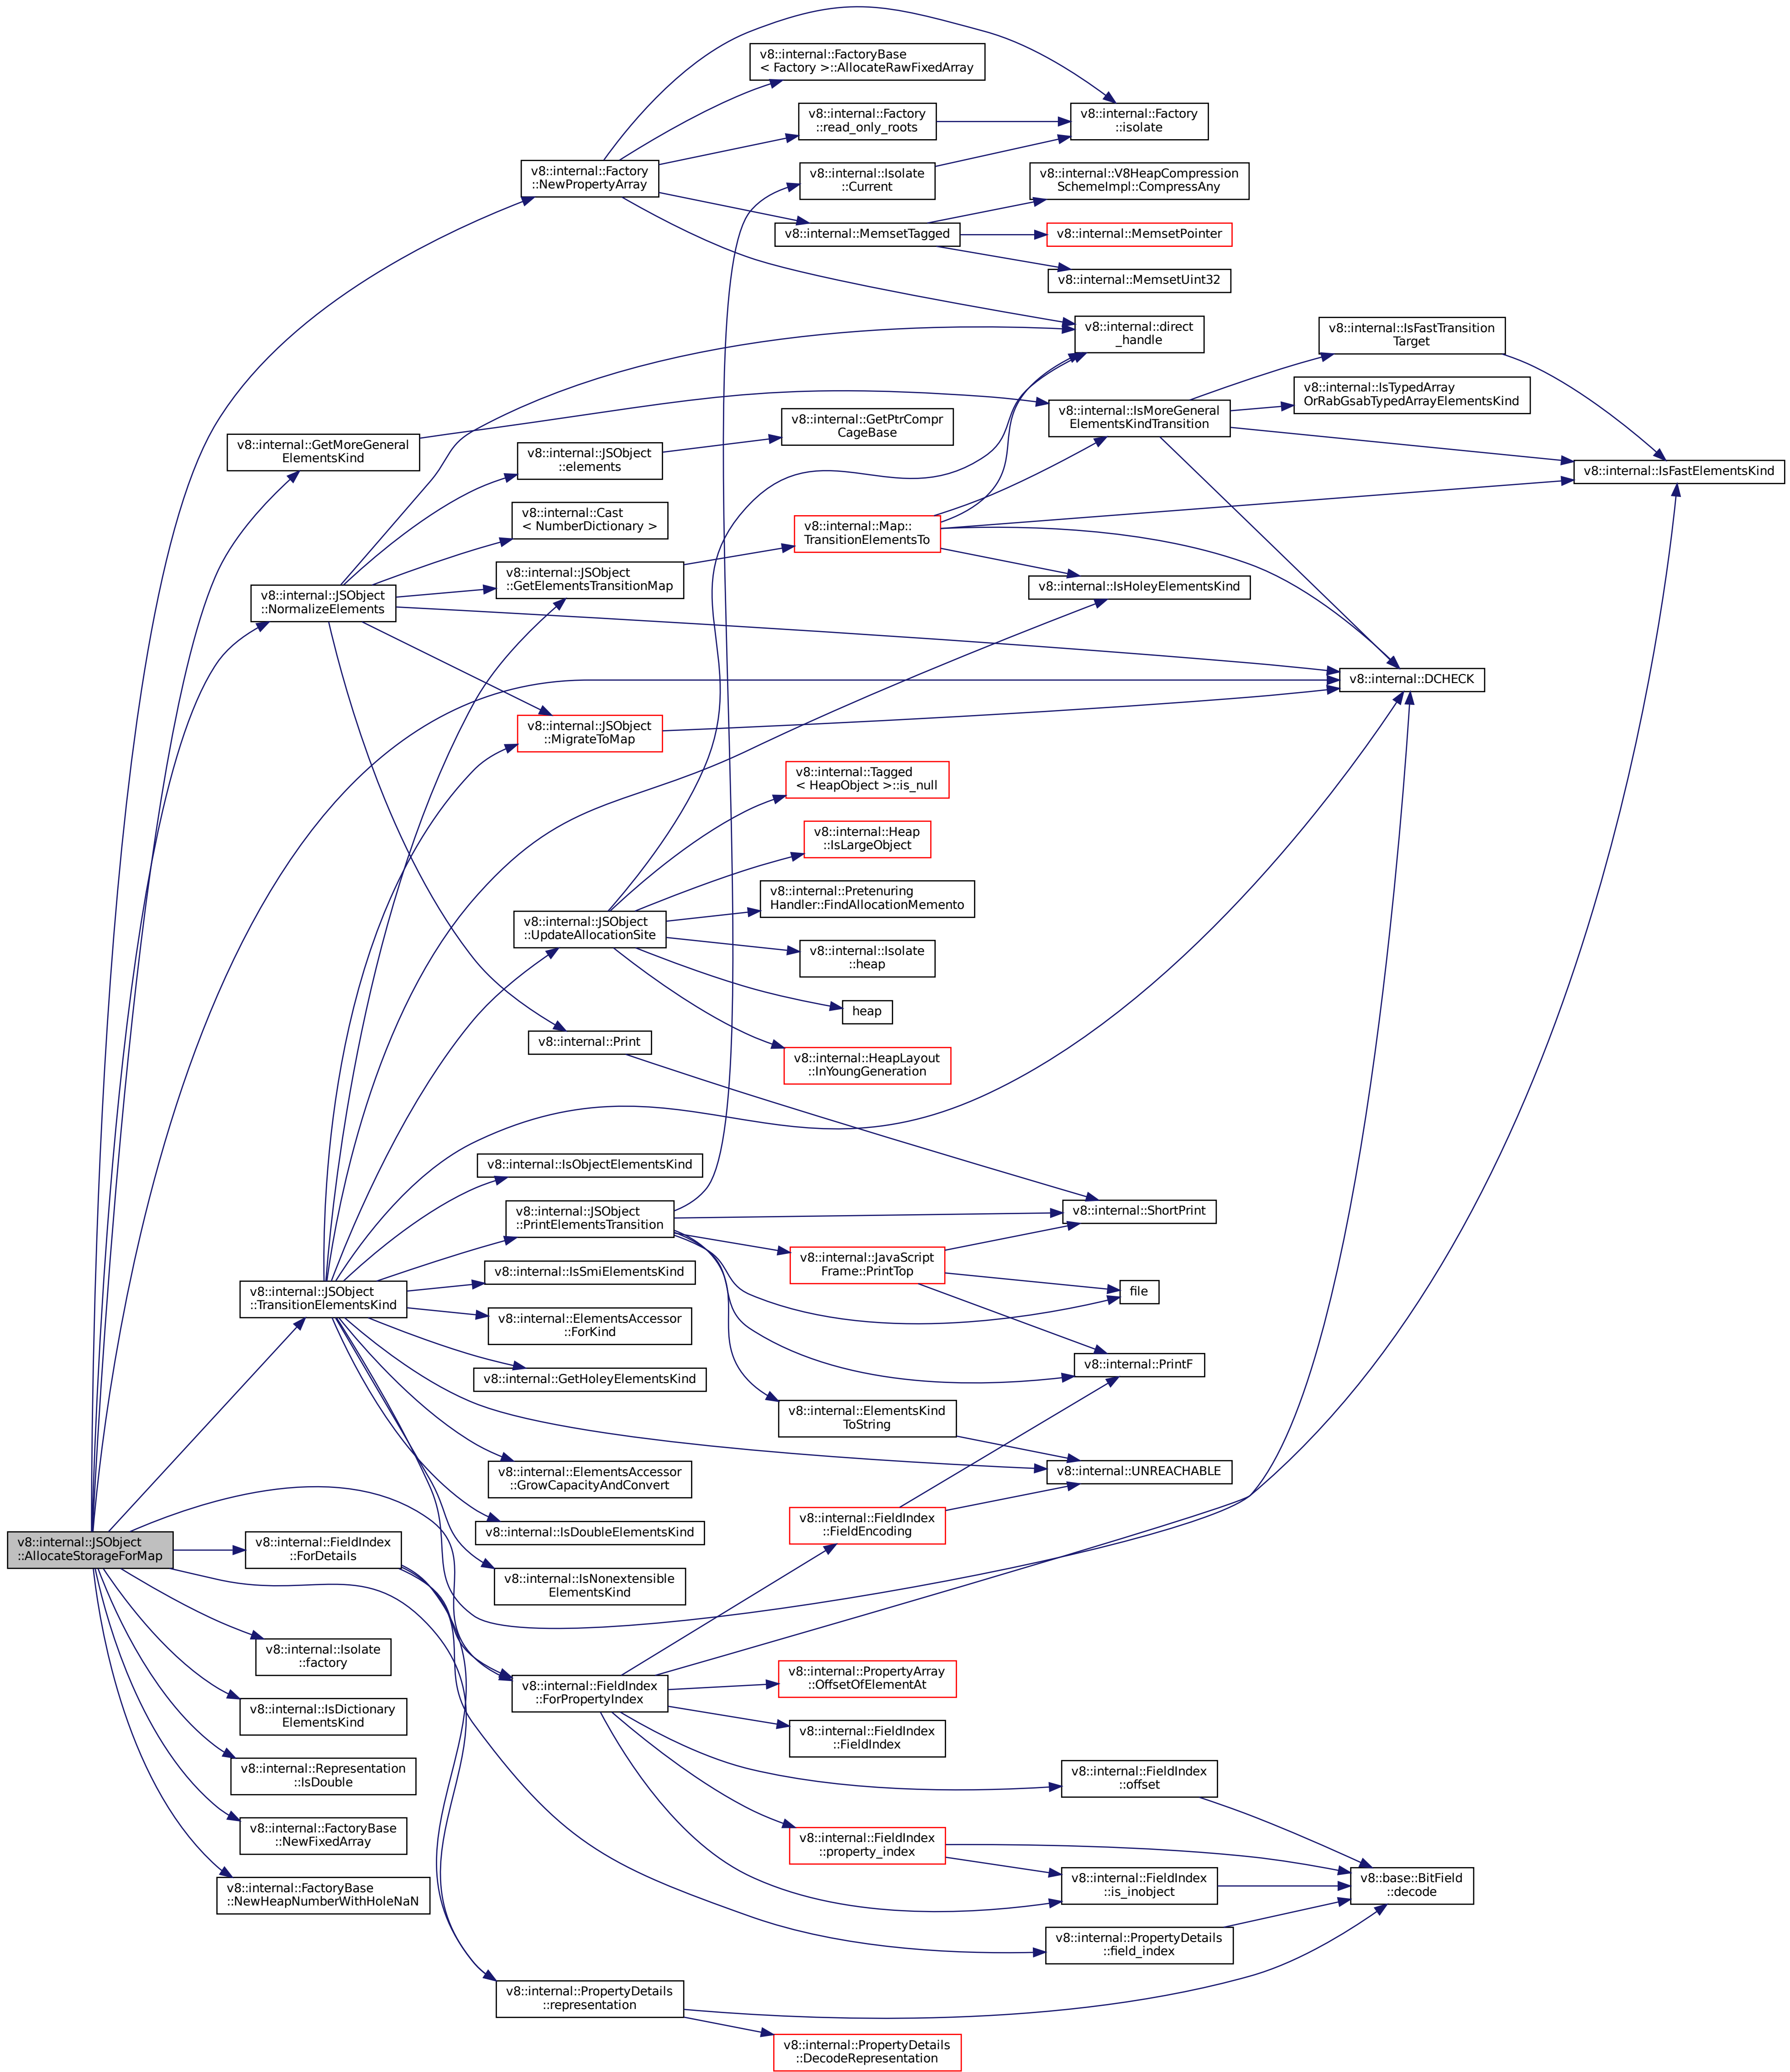 v8::internal::FactoryBase
< Factory >::AllocateRawFixedArray
v8::internal::Factory
::read_only_roots
v8::internal::Factory
::isolate
v8::internal::Factory
::NewPropertyArray
v8::internal::Isolate
::Current
v8::internal::V8HeapCompression
SchemeImpl::CompressAny
v8::internal::MemsetTagged
v8::internal::MemsetPointer
v8::internal::MemsetUint32
v8::internal::direct
_handle
v8::internal::IsFastTransition
Target
v8::internal::IsTypedArray
OrRabGsabTypedArrayElementsKind
v8::internal::GetPtrCompr
CageBase
v8::internal::IsMoreGeneral
ElementsKindTransition
v8::internal::GetMoreGeneral
ElementsKind
v8::internal::JSObject
::elements
v8::internal::IsFastElementsKind
v8::internal::Cast
< NumberDictionary >
v8::internal::Map::
TransitionElementsTo
v8::internal::JSObject
::GetElementsTransitionMap
v8::internal::IsHoleyElementsKind
v8::internal::JSObject
::NormalizeElements
v8::internal::DCHECK
v8::internal::JSObject
::MigrateToMap
v8::internal::Tagged
< HeapObject >::is_null
v8::internal::Heap
::IsLargeObject
v8::internal::Pretenuring
Handler::FindAllocationMemento
v8::internal::JSObject
::UpdateAllocationSite
v8::internal::Isolate
::heap
heap
v8::internal::Print
v8::internal::HeapLayout
::InYoungGeneration
v8::internal::IsObjectElementsKind
v8::internal::JSObject
::PrintElementsTransition
v8::internal::ShortPrint
v8::internal::JavaScript
Frame::PrintTop
v8::internal::IsSmiElementsKind
file
v8::internal::JSObject
::TransitionElementsKind
v8::internal::ElementsAccessor
::ForKind
v8::internal::PrintF
v8::internal::GetHoleyElementsKind
v8::internal::ElementsKind
ToString
v8::internal::UNREACHABLE
v8::internal::ElementsAccessor
::GrowCapacityAndConvert
v8::internal::FieldIndex
::FieldEncoding
v8::internal::IsDoubleElementsKind
v8::internal::JSObject
::AllocateStorageForMap
v8::internal::FieldIndex
::ForDetails
v8::internal::IsNonextensible
ElementsKind
v8::internal::Isolate
::factory
v8::internal::PropertyArray
::OffsetOfElementAt
v8::internal::FieldIndex
::ForPropertyIndex
v8::internal::IsDictionary
ElementsKind
v8::internal::FieldIndex
::FieldIndex
v8::internal::Representation
::IsDouble
v8::internal::FieldIndex
::offset
v8::internal::FactoryBase
::NewFixedArray
v8::internal::FieldIndex
::property_index
v8::internal::FactoryBase
::NewHeapNumberWithHoleNaN
v8::internal::FieldIndex
::is_inobject
v8::base::BitField
::decode
v8::internal::PropertyDetails
::field_index
v8::internal::PropertyDetails
::representation
v8::internal::PropertyDetails
::DecodeRepresentation